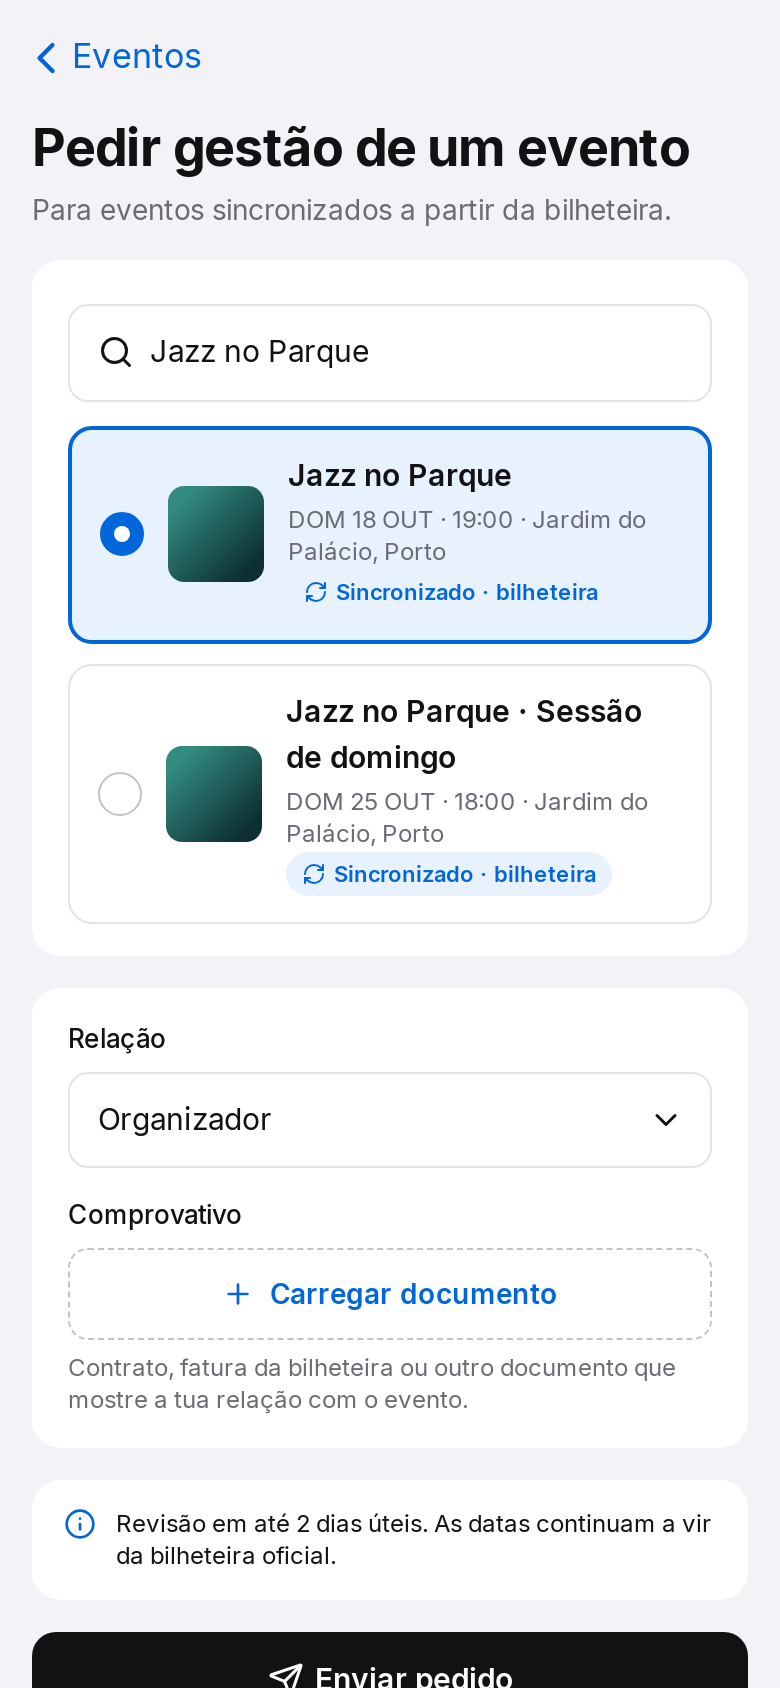 Eventos
Pedir gestão de um evento
Para eventos sincronizados a partir da bilheteira.
Jazz no Parque
Jazz no Parque
DOM 18 OUT · 19:00 · Jardim do
Palácio, Porto
Sincronizado · bilheteira
Jazz no Parque · Sessão
de domingo
DOM 25 OUT · 18:00 · Jardim do
Palácio, Porto
Sincronizado · bilheteira
Relação
Organizador
Comprovativo
Carregar documento
Contrato, fatura da bilheteira ou outro documento que
mostre a tua relação com o evento.
Revisão em até 2 dias úteis. As datas continuam a vir
da bilheteira oficial.
Enviar pedido